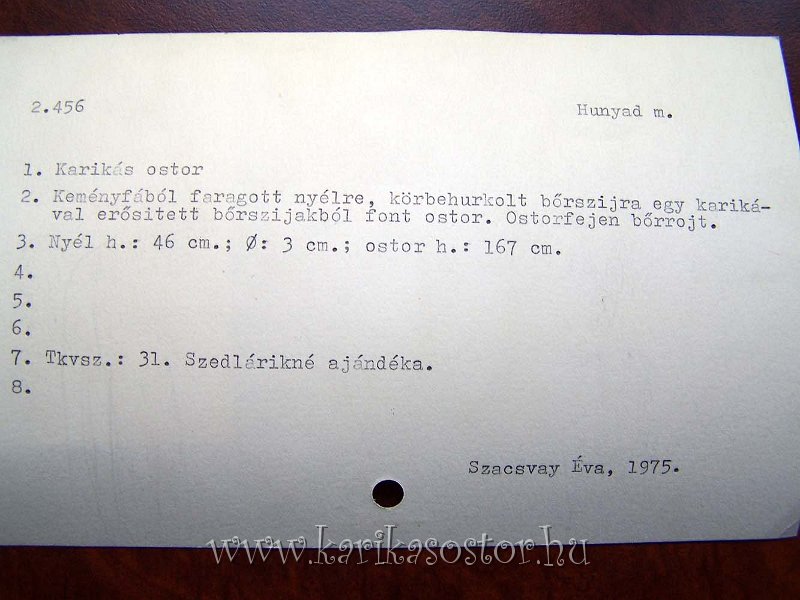 2.456 Hunyad m.
1. Karikás ostor
2. Keményfából faragott nyélre, körbehurkolt bőrszijra egy kariká-
val erősitett bőrszijakból font ostor. Ostorfejen bőrrojt.
3. Nyél h.: 46 cm.; Ø: 3 cm.; ostor h.: 167 cm.
4.
5.
6.
7. Tkvsz.: 31. Szedlárikné ajándéka.
8.
Szacsvay Éva, 1975.
www.karikasostor.hu